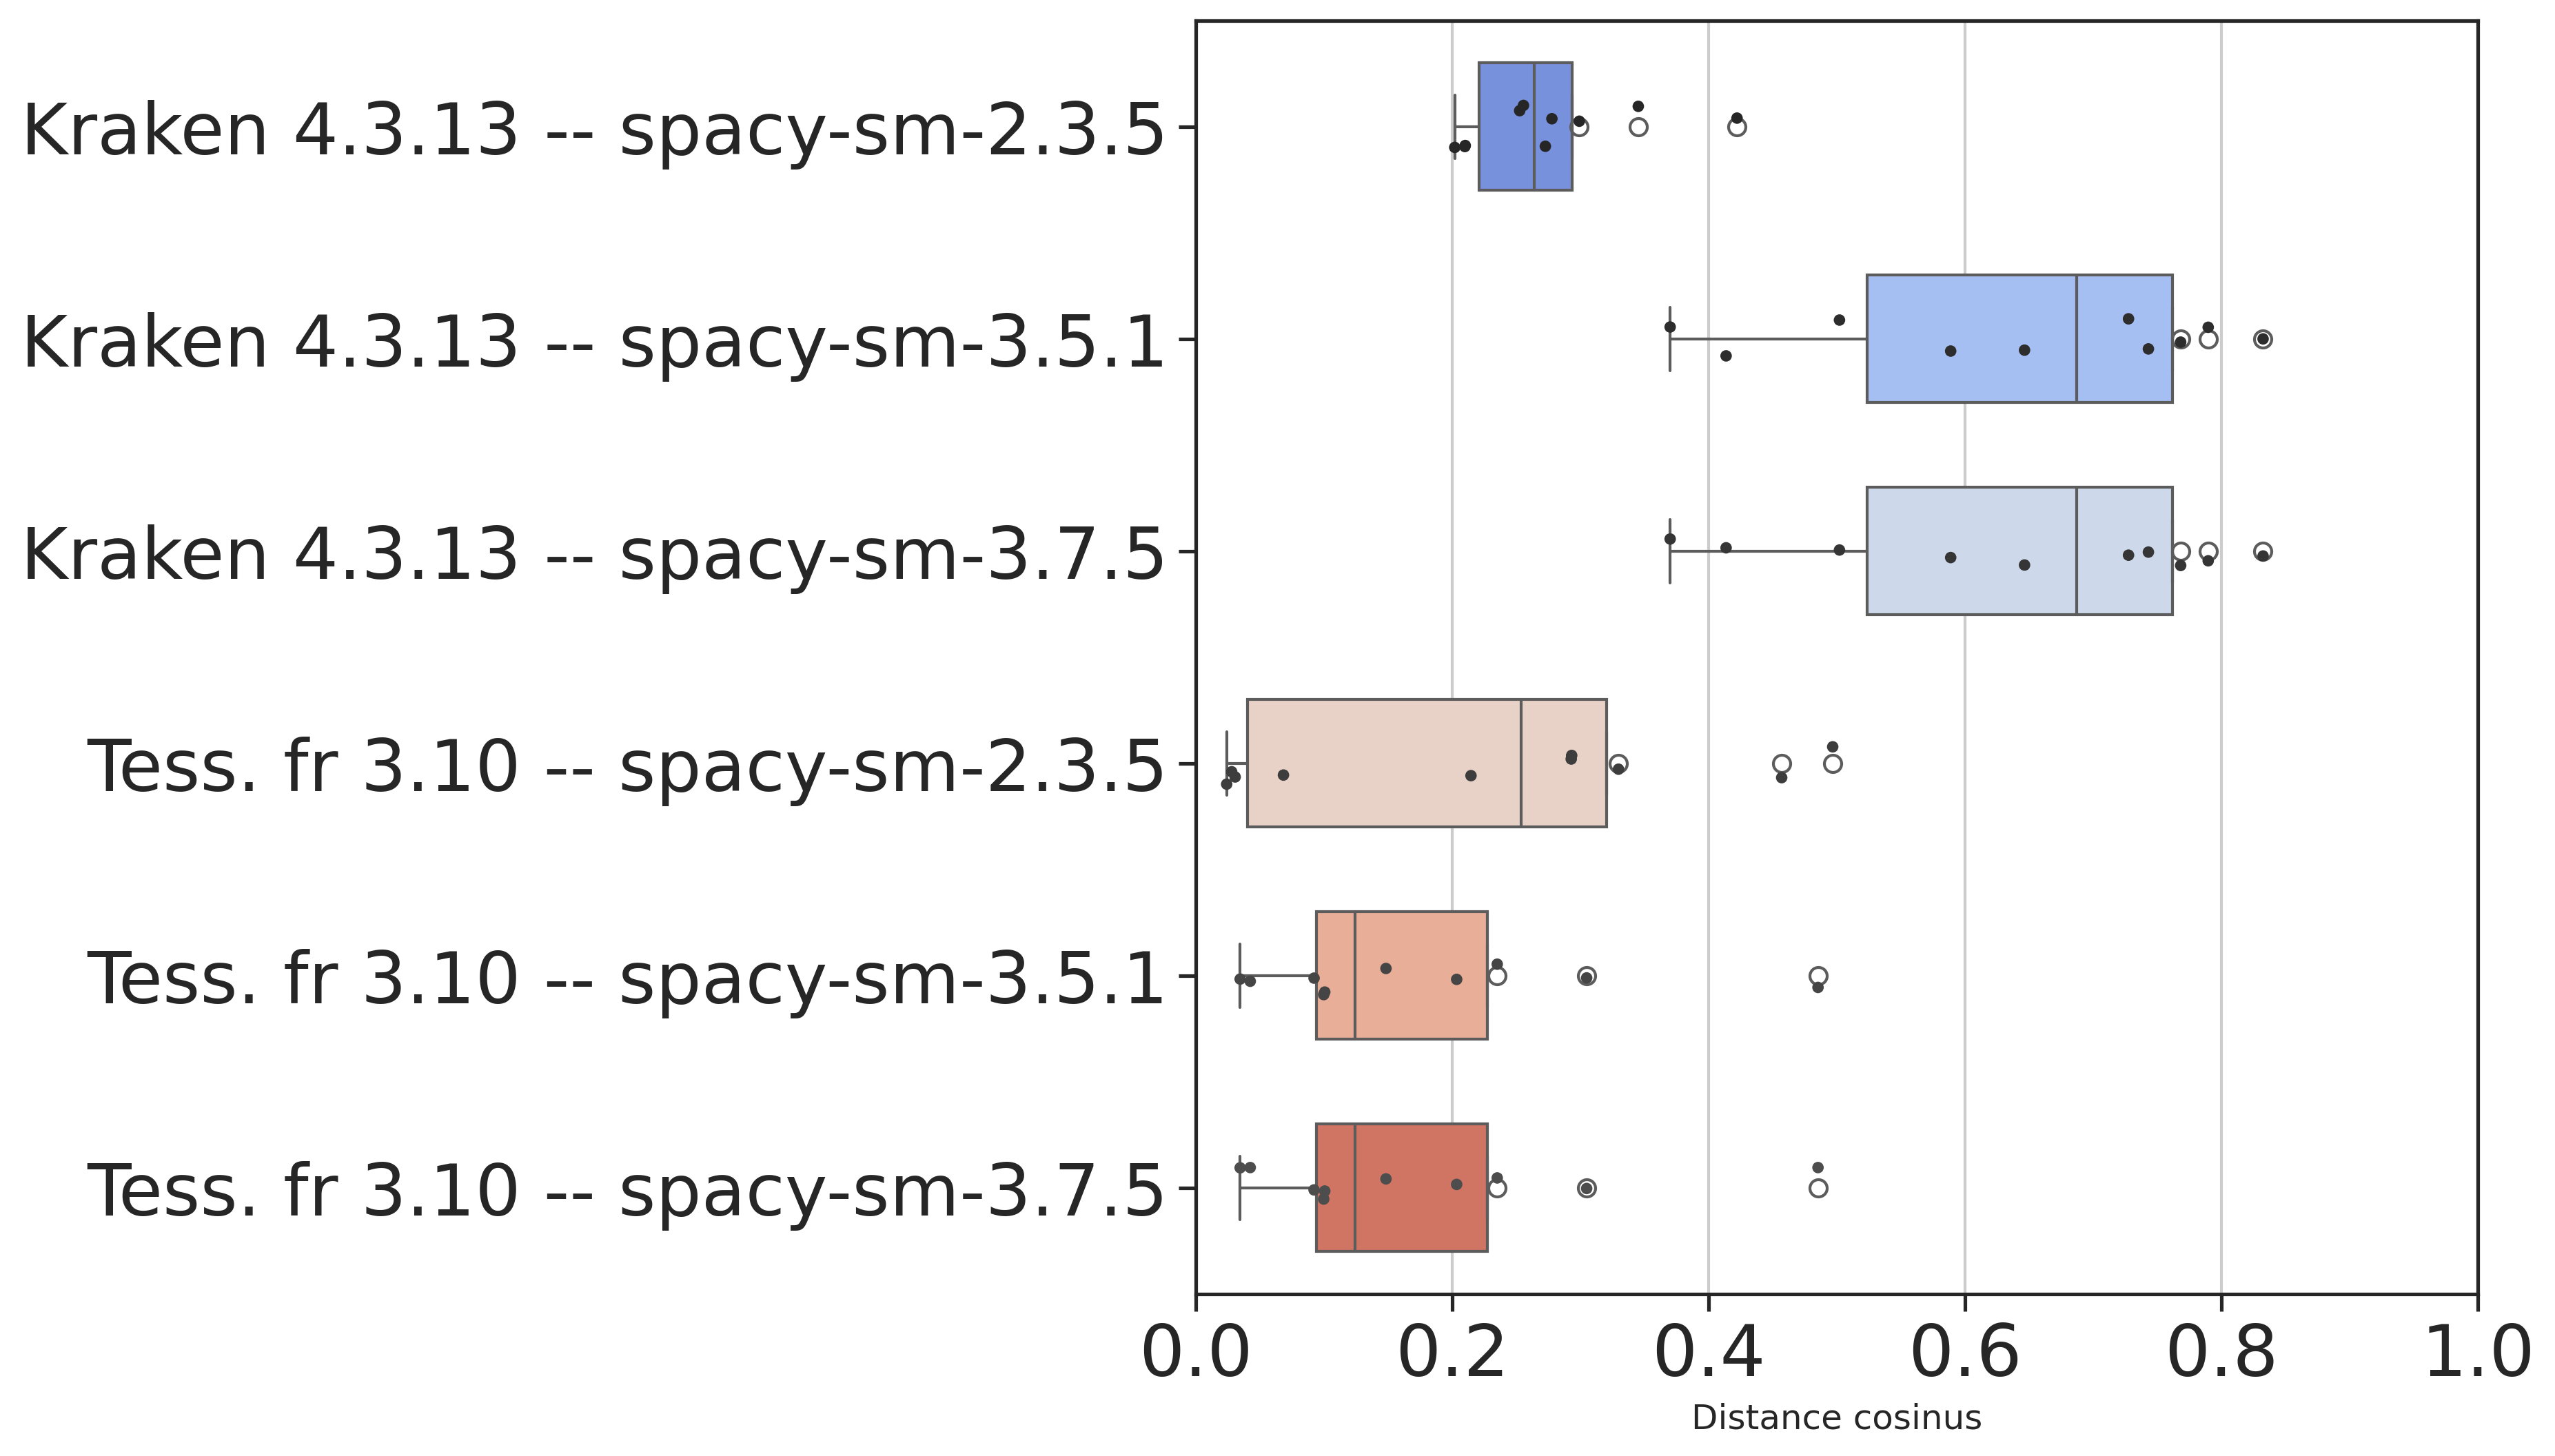 Kraken 4.3.13 -- spacy-sm-2.3.5
Kraken 4.3.13 -- spacy-sm-3.5.1
Kraken 4.3.13 -- spacy-sm-3.7.5
Tess. fr 3.10 -- spacy-sm-2.3.5
Tess. fr 3.10 -- spacy-sm-3.5.1
Tess. fr 3.10 -- spacy-sm-3.7.5
0.0 0.2 0.4 0.6 0.8 1.0
Distance cosinus